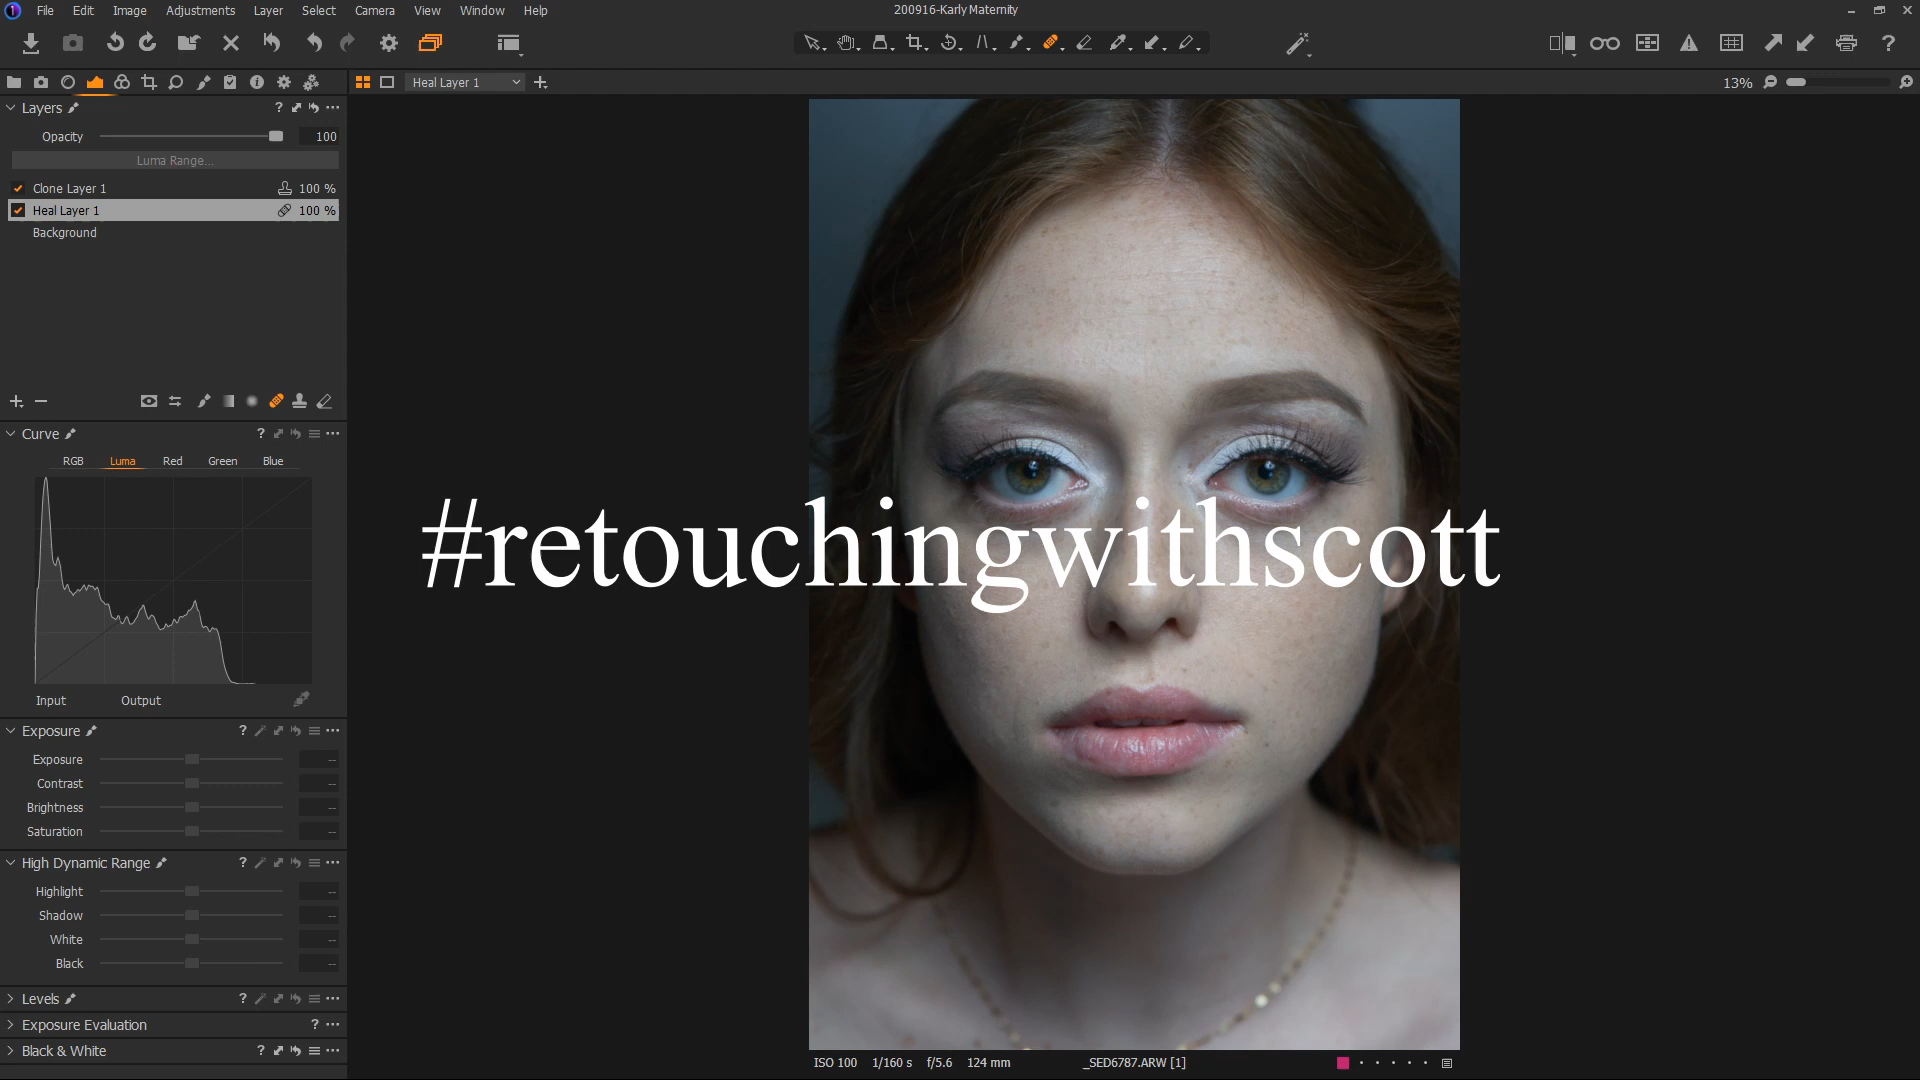 File Edit Image Adjustments Layer Select Camera View Window Help
200916-Karly Maternity
Heal Layer 1
13%
Layers
Opacity 100
Luma Range...
Clone Layer 1 100 %
Heal Layer 1 100 %
Background
Curve
RGB Luma Red Green Blue
Input Output
Exposure
Exposure --
Contrast --
Brightness --
Saturation --
High Dynamic Range
Highlight --
Shadow --
White --
Black --
Levels
Exposure Evaluation
Black & White
#retouchingwithscott
ISO 100 1/160 s f/5.6 124 mm _SED6787.ARW [1]